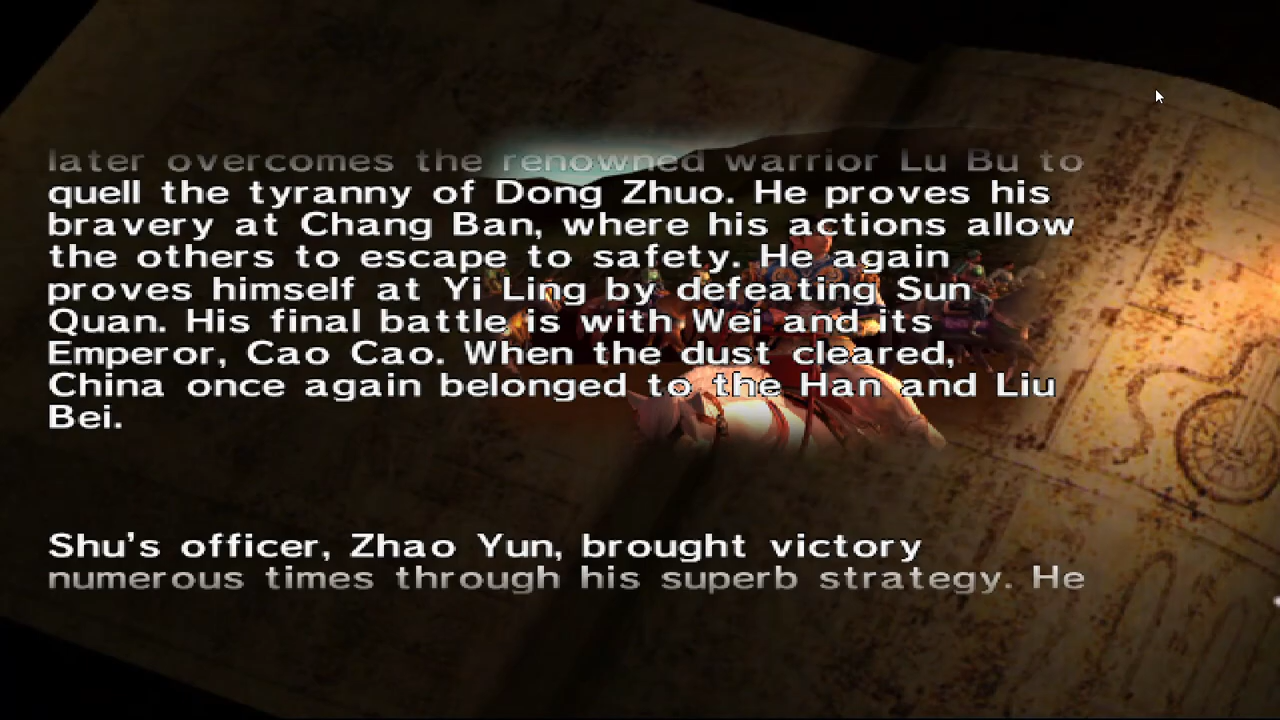 later overcomes the renowned warrior Lu Bu to
quell the tyranny of Dong Zhuo. He proves his
bravery at Chang Ban, where his actions allow
the others to escape to safety. He again
proves himself at Yi Ling by defeating Sun
Quan. His final battle is with Wei and its
Emperor, Cao Cao. When the dust cleared,
China once again belonged to the Han and Liu
Bei.
Shu's officer, Zhao Yun, brought victory
numerous times through his superb strategy. He